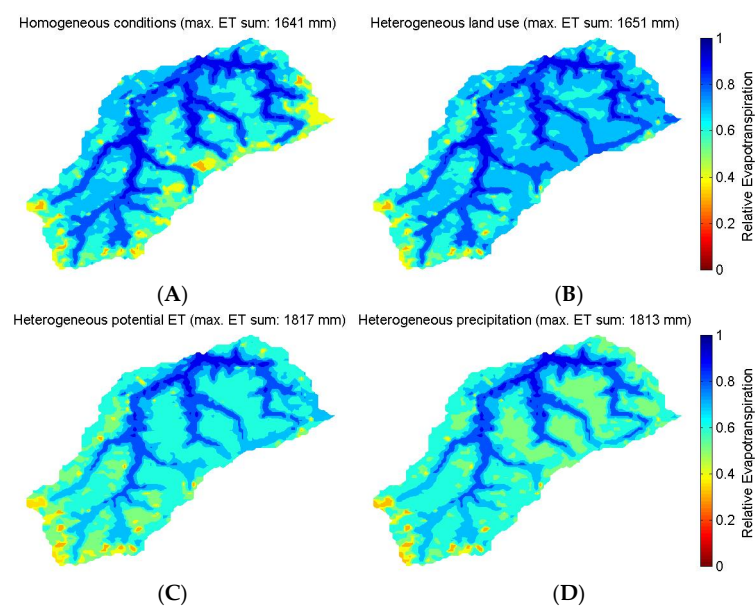 Homogeneous conditions (max. ET sum: 1641 mm)
Heterogeneous land use (max. ET sum: 1651 mm)
1
0.8
0.6
0.4
0.2
0
Relative Evapotranspiration
(A)
(B)
Heterogeneous potential ET (max. ET sum: 1817 mm)
Heterogeneous precipitation (max. ET sum: 1813 mm)
1
0.8
0.6
0.4
0.2
0
Relative Evapotranspiration
(C)
(D)